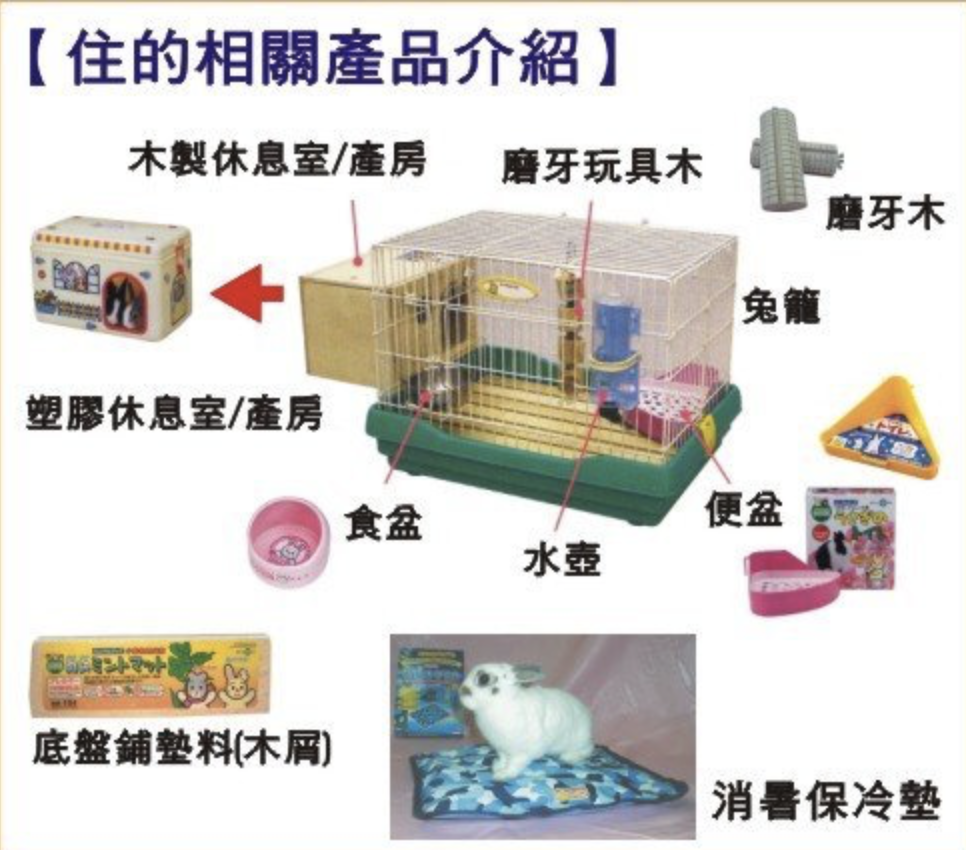 【住的相關產品介紹】
木製休息室/產房
磨牙玩具木
磨牙木
兔籠
塑膠休息室/產房
食盆
水壺
便盆
ミントマット
底盤鋪墊料(木屑)
消暑保冷墊